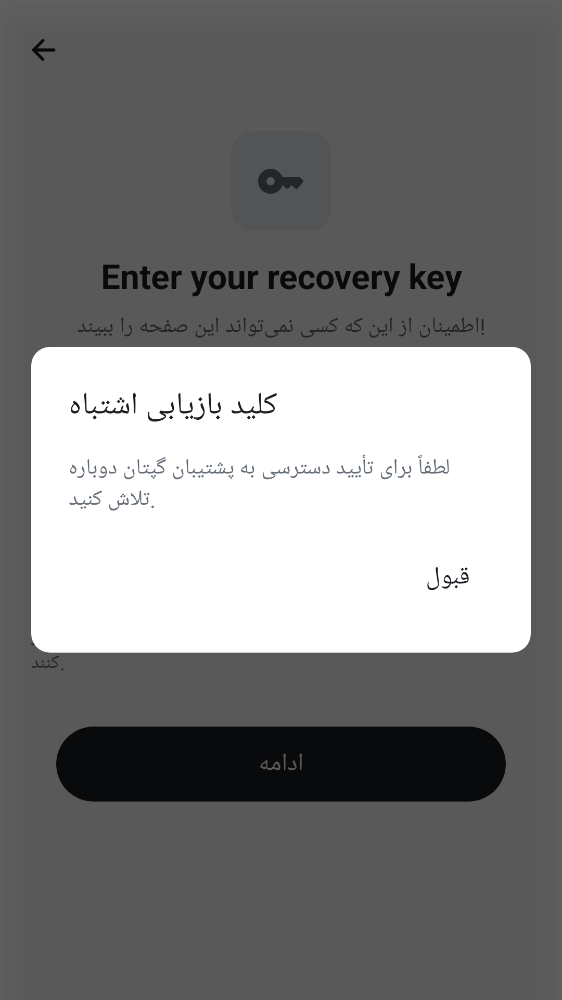 Enter your recovery key
اطمینان از این که کسی نمی‌تواند این صفحه را ببیند!
کلید بازیابی اشتباه
لطفاً برای تأیید دسترسی به پشتیبان گپتان دوباره
تلاش کنید.
قبول
کنند.
ادامه